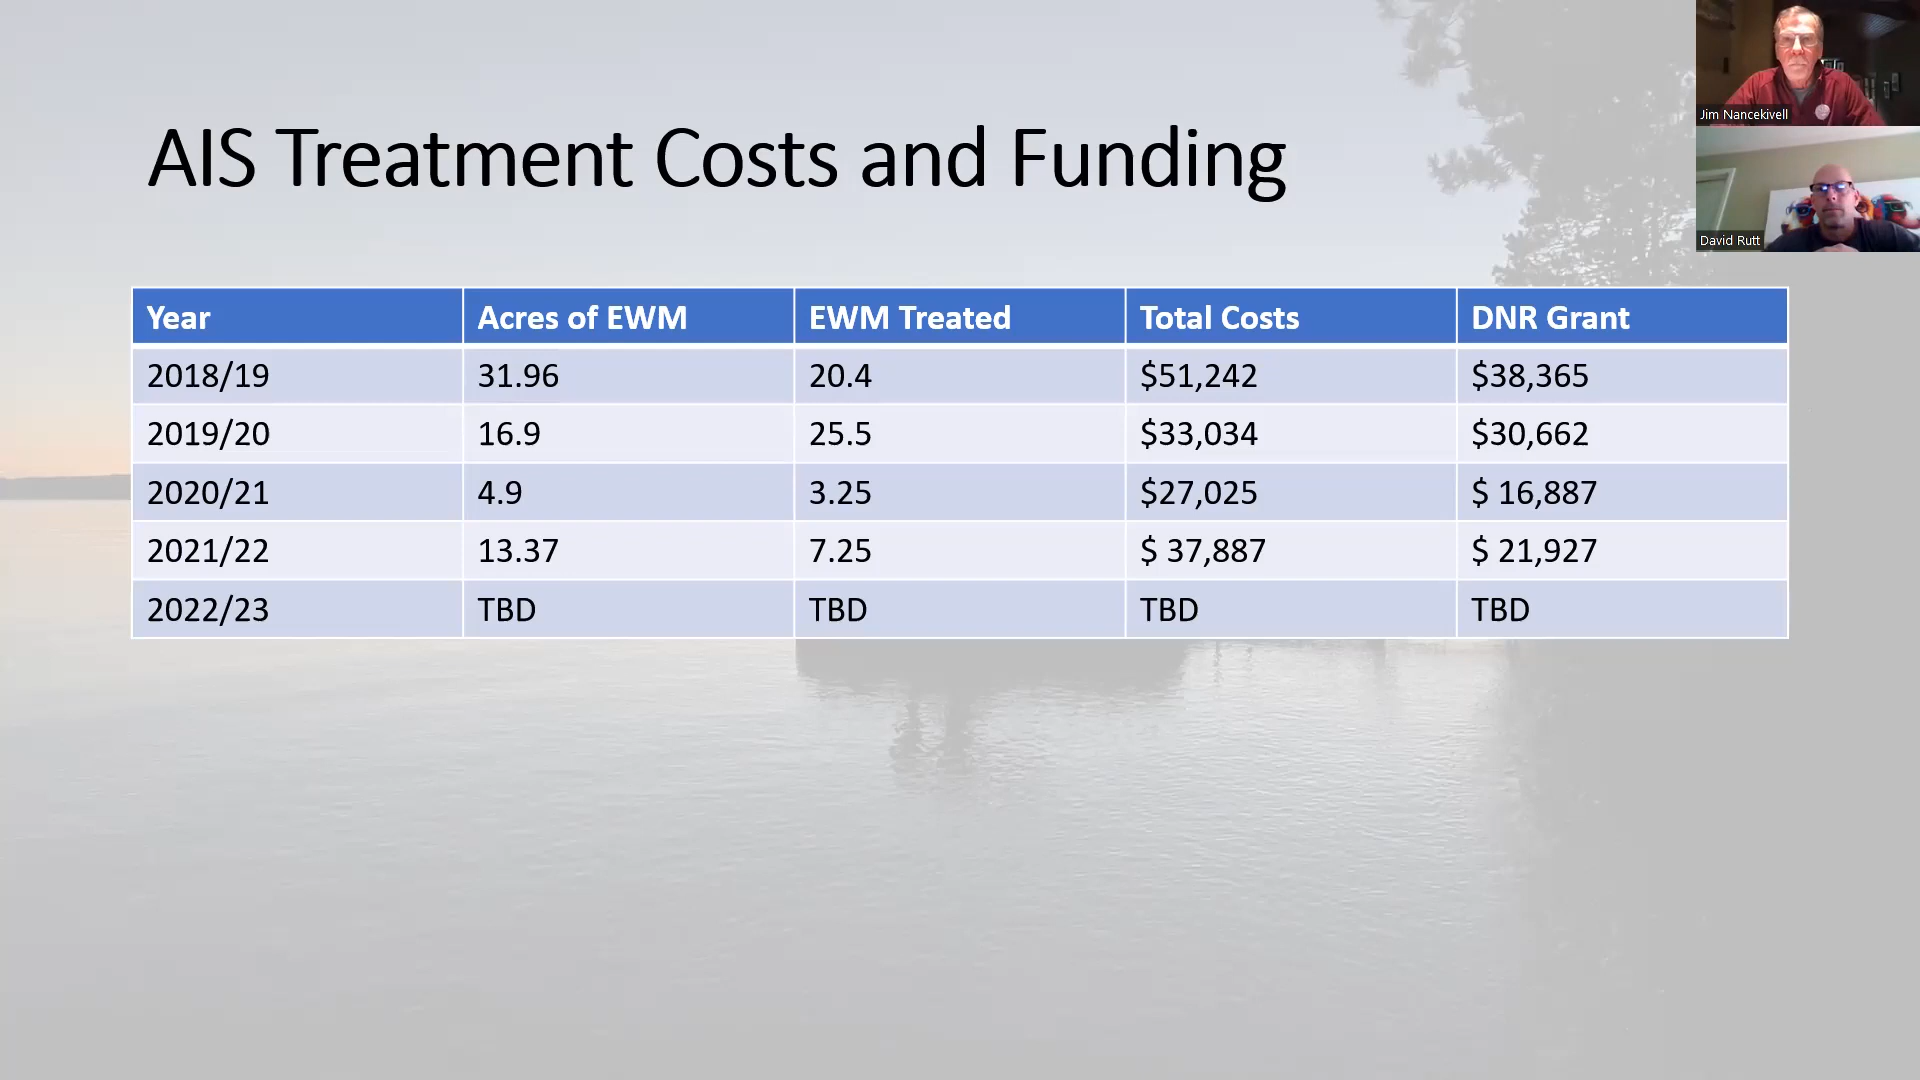 AIS Treatment Costs and Funding
Jim Nancekivell
David Rutt
Year Acres of EWM EWM Treated Total Costs DNR Grant
2018/19 31.96 20.4 $51,242 $38,365
2019/20 16.9 25.5 $33,034 $30,662
2020/21 4.9 3.25 $27,025 $ 16,887
2021/22 13.37 7.25 $ 37,887 $ 21,927
2022/23 TBD TBD TBD TBD